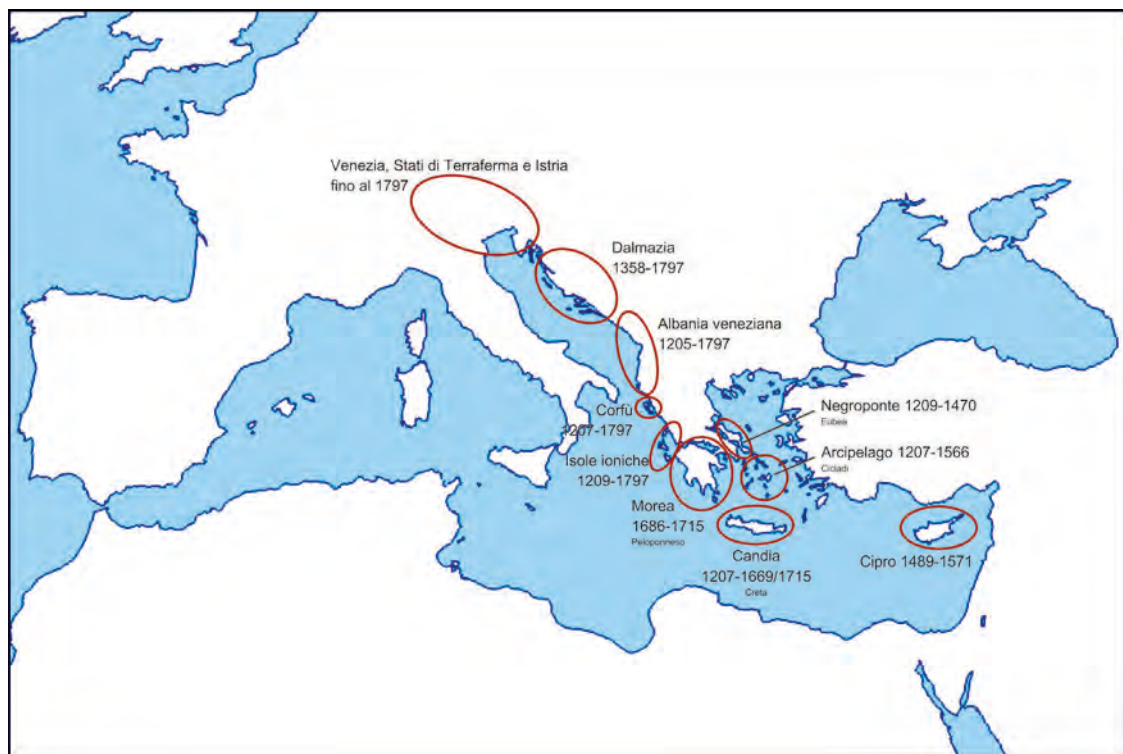 Venezia, Stati di Terraferma e Istria
fino al 1797
Dalmazia
1358-1797
Albania veneziana
1205-1797
Corfù
1207-1797
Isole ioniche
1209-1797
Morea
1686-1715
Peloponneso
Negroponte 1209-1470
Eubea
Arcipelago 1207-1566
Cicladi
Candia
1207-1669/1715
Creta
Cipro 1489-1571